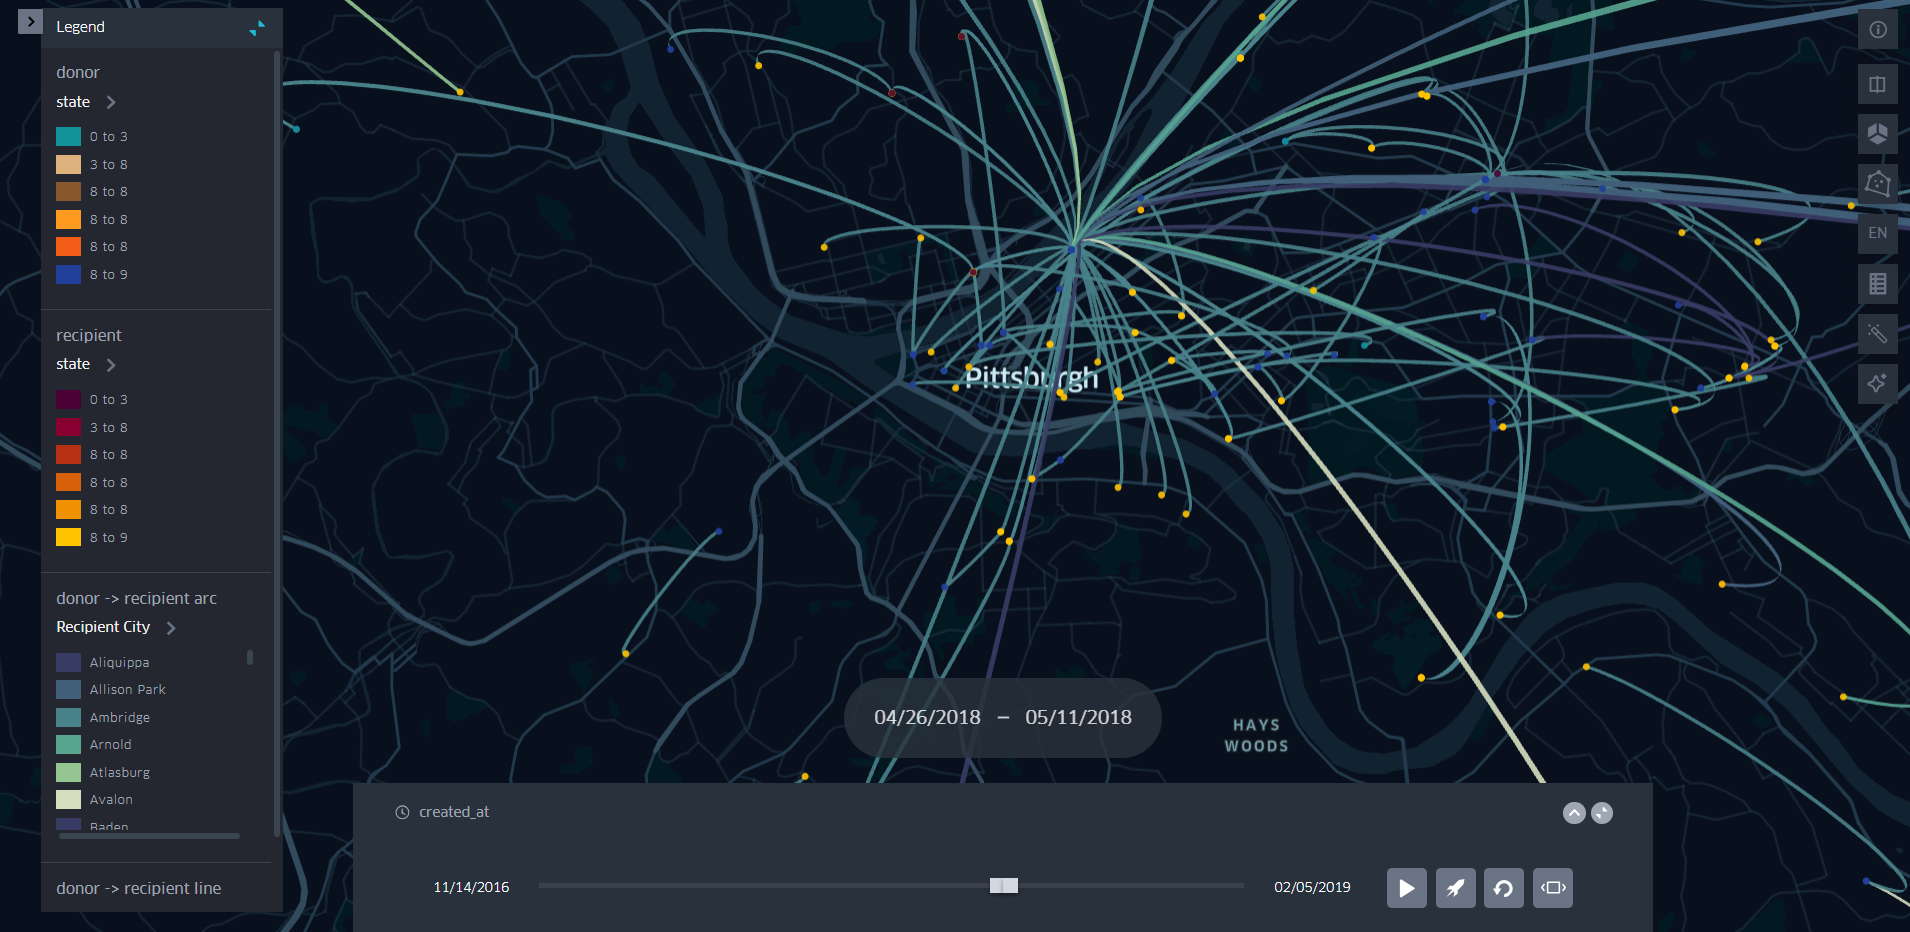 Legend
donor
state
0 to 3
3 to 8
8 to 8
8 to 8
8 to 8
8 to 9
recipient
state
0 to 3
3 to 8
8 to 8
8 to 8
8 to 8
8 to 9
donor -> recipient arc
Recipient City
Aliquippa
Allison Park
Ambridge
Arnold
Atlasburg
Avalon
Baden
donor -> recipient line
Pittsburgh
HAYS
WOODS
EN
04/26/2018 – 05/11/2018
created_at
11/14/2016
02/05/2019